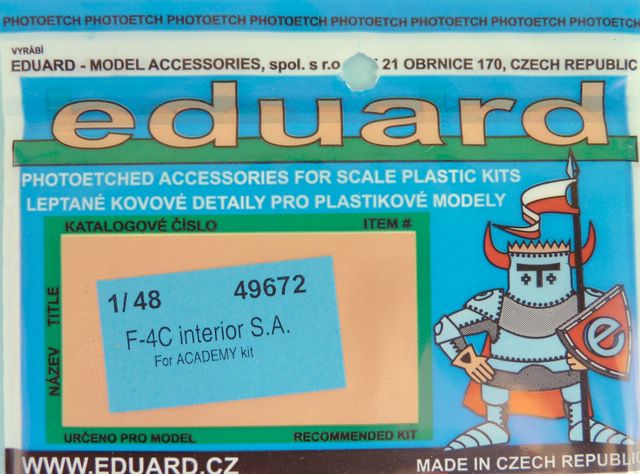 PHOTOETCH PHOTOETCH PHOTOETCH PHOTOETCH PHOTOETCH PHOTOETCH PHOTOETCH
VYRÁBÍ
EDUARD - MODEL ACCESSORIES, spol. s r.o 21 OBRNICE 170, CZECH REPUBLIC
eduard
PHOTOETCHED ACCESSORIES FOR SCALE PLASTIC KITS
LEPTANÉ KOVOVÉ DETAILY PRO PLASTIKOVÉ MODELY
KATALOGOVÉ ČÍSLO ITEM #
NÁZEV TITLE
1/48 49672
F-4C interior S.A.
For ACADEMY kit
e
URČENO PRO MODEL RECOMMENDED KIT
WWW.EDUARD.CZ MADE IN CZECH REPUBLIC